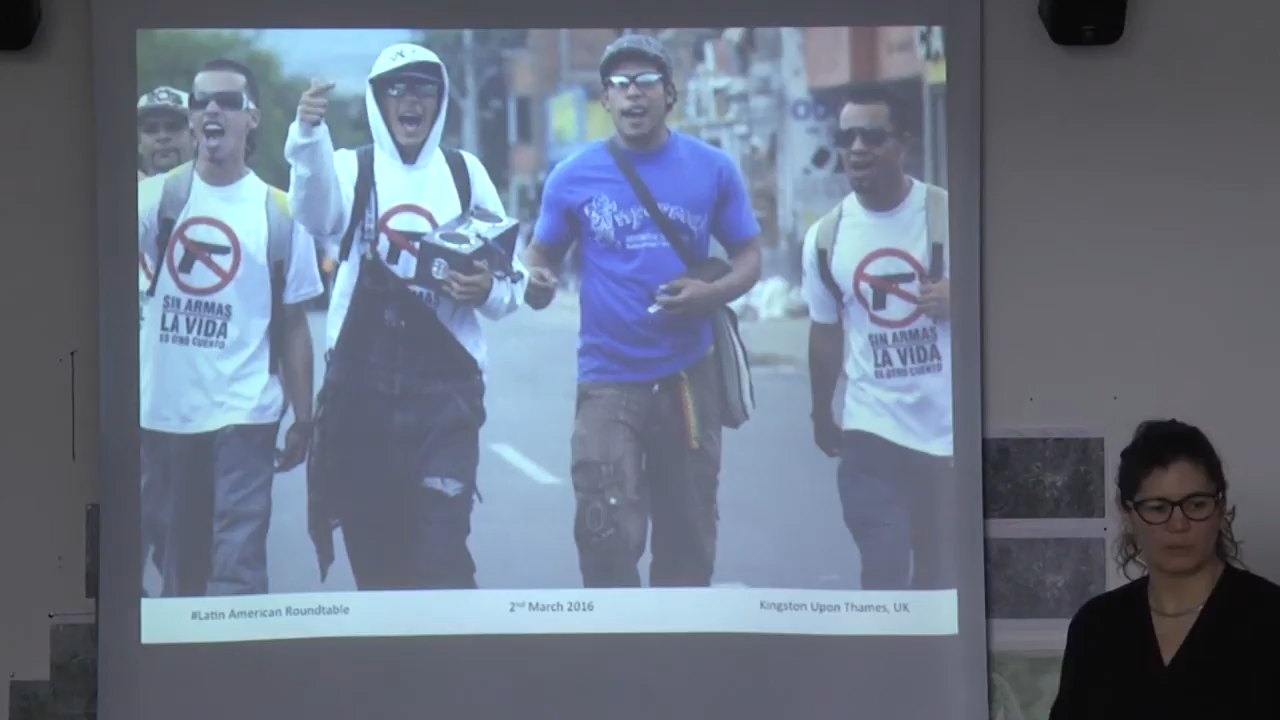 SIN ARMAS
LA VIDA
ES OTRO CUENTO
SIN ARMAS
LA VIDA
ES OTRO CUENTO
#Latin American Roundtable
2nd March 2016
Kingston Upon Thames, UK